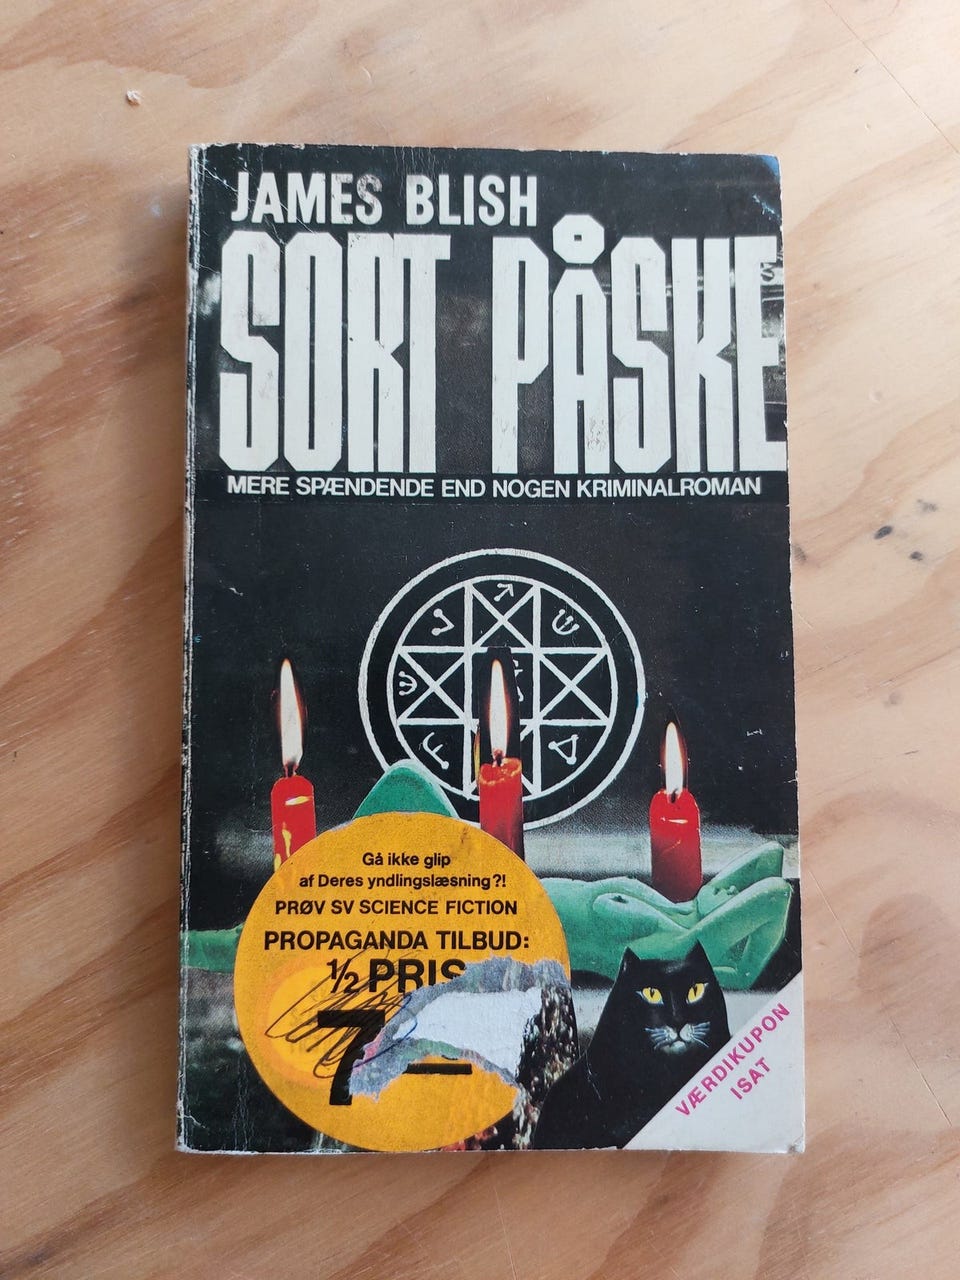 JAMES BLISH
SORT PÅSKE
MERE SPÆNDENDE END NOGEN KRIMINALROMAN
Gå ikke glip
af Deres yndlingslæsning?!
PRØV SV SCIENCE FICTION
PROPAGANDA TILBUD:
½ PRIS
7
VÆRDIKUPON
ISAT